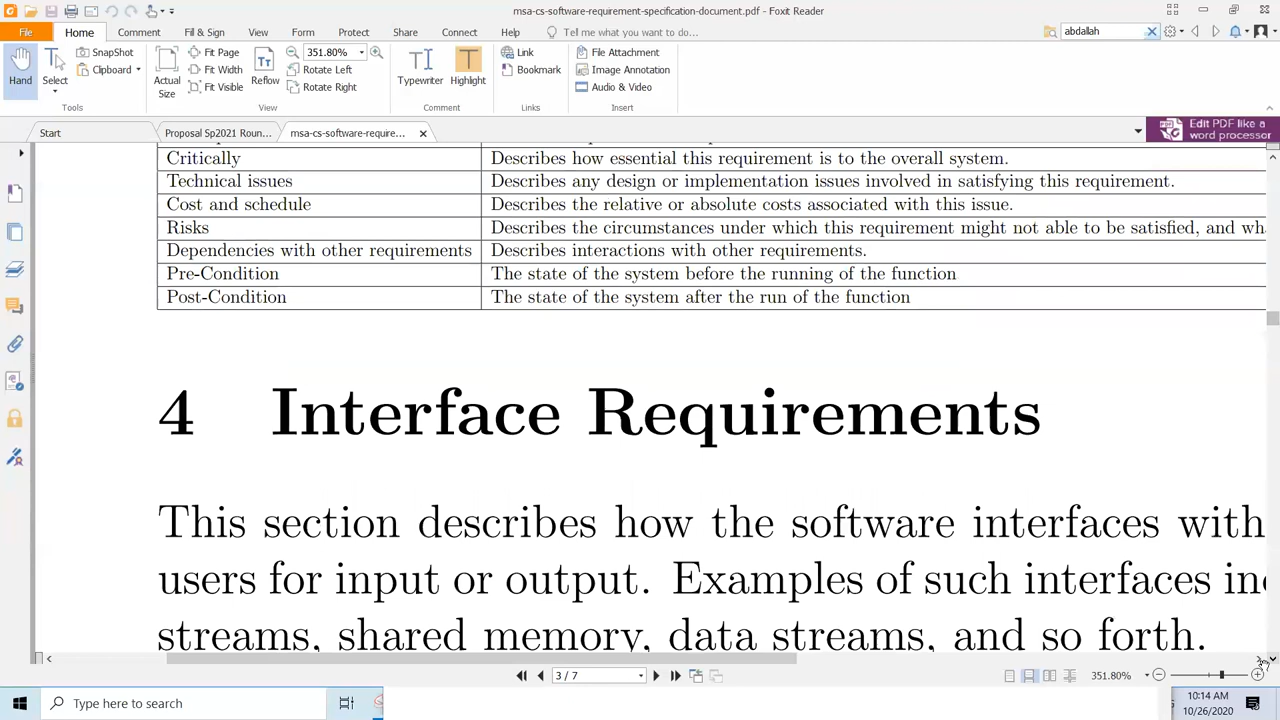 msa-cs-software-requirement-specification-document.pdf - Foxit Reader
File Home Comment Fill & Sign View Form Protect Share Connect Help Tell me what you want to do... abdallah
Hand Select SnapShot Clipboard Actual Size Fit Page Fit Width Fit Visible Reflow 351.80% Rotate Left Rotate Right Typewriter Highlight Link Bookmark File Attachment Image Annotation Audio & Video
Tools View Comment Links Insert
Start Proposal Sp2021 Roun... msa-cs-software-require... Edit PDF like a word processor
Critically Describes how essential this requirement is to the overall system.
Technical issues Describes any design or implementation issues involved in satisfying this requirement.
Cost and schedule Describes the relative or absolute costs associated with this issue.
Risks Describes the circumstances under which this requirement might not able to be satisfied, and wh
Dependencies with other requirements Describes interactions with other requirements.
Pre-Condition The state of the system before the running of the function
Post-Condition The state of the system after the run of the function
4 Interface Requirements
This section describes how the software interfaces with
users for input or output. Examples of such interfaces in
streams, shared memory, data streams, and so forth.
3 / 7 351.80%
Type here to search 10:14 AM
10/26/2020